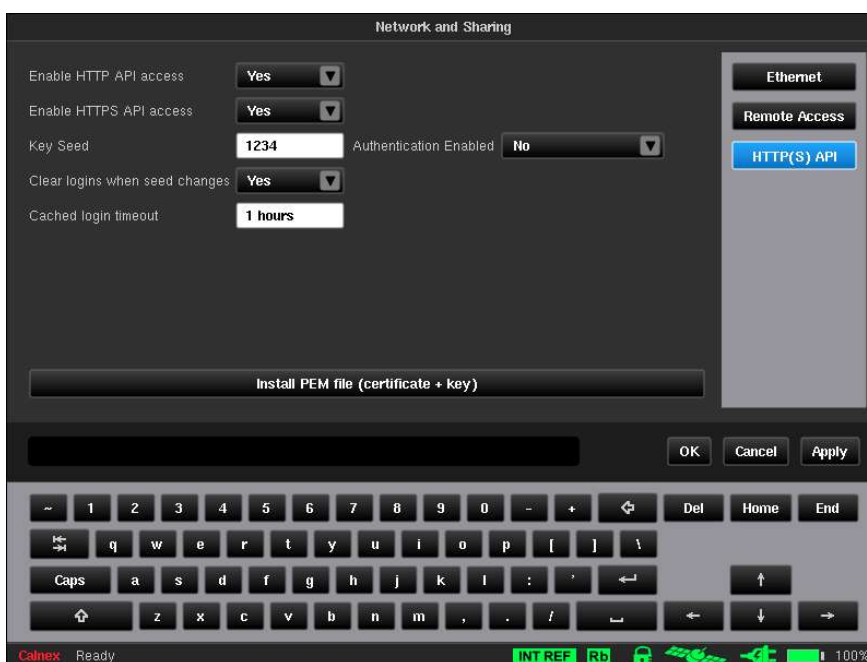 Network and Sharing
Enable HTTP API access Yes
Ethernet
Enable HTTPS API access Yes
Remote Access
Key Seed 1234 Authentication Enabled No
HTTP(S) API
Clear logins when seed changes Yes
Cached login timeout 1 hours
Install PEM file (certificate + key)
OK Cancel Apply
~ 1 2 3 4 5 6 7 8 9 0 - + Del Home End
q w e r t y u i o p [ ] \
Caps a s d f g h j k l : '
z x c v b n m , . /
Calnex Ready INT REF Rb 100%